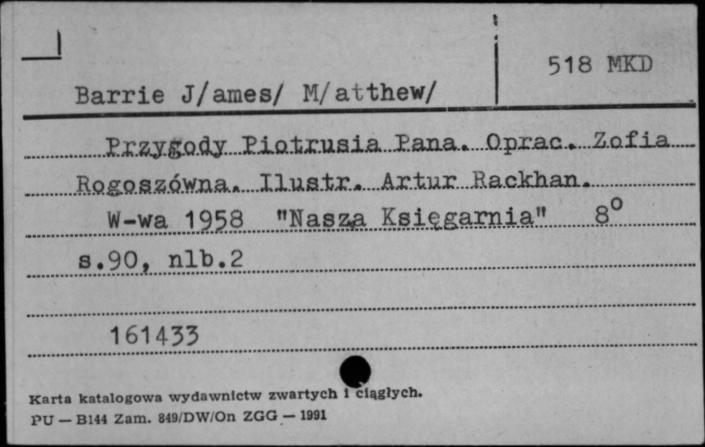 518 MKD
Barrie J/ames/ M/atthew/
Przygody Piotrusia Pana. Oprac. Zofia
Rogoszówna. Ilustr. Artur Rackhan.
W-wa 1958 "Nasza Księgarnia" 8°
s.90, nlb.2
161433
Karta katalogowa wydawnictw zwartych i ciągłych.
PU — B144 Zam. 849/DW/On ZGG — 1991